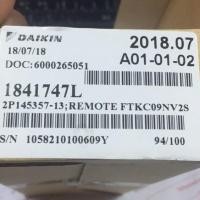 DAIKIN
18/07/18
DOC:6000265051
2018.07
A01-01-02
1841747L
2P145357-13;REMOTE FTKC09NV2S
S/N 1058210100609Y
94/100